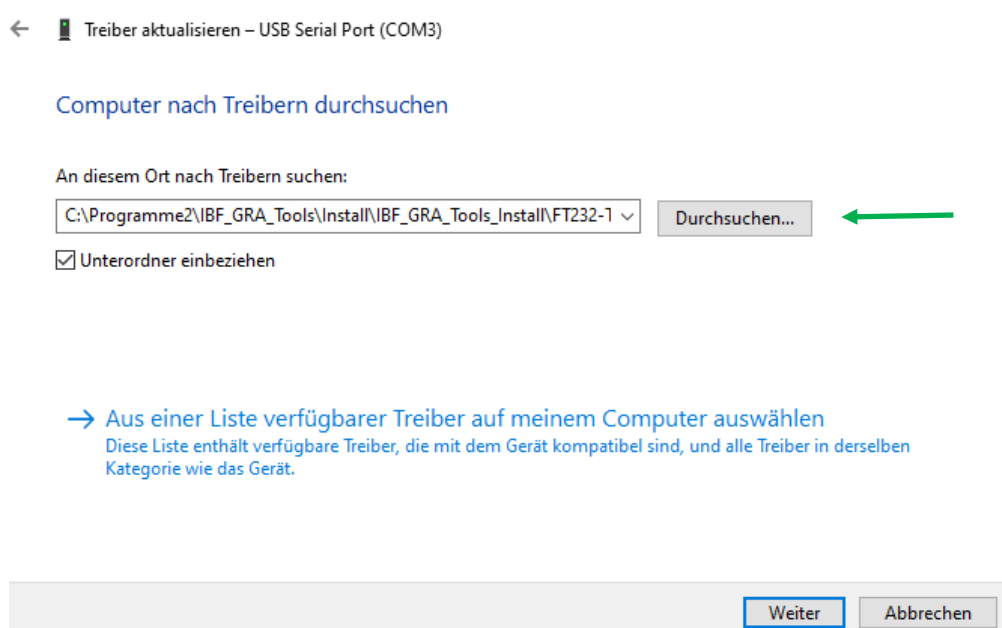 Treiber aktualisieren – USB Serial Port (COM3)
Computer nach Treibern durchsuchen
An diesem Ort nach Treibern suchen:
C:\Programme2\IBF_GRA_Tools\Install\IBF_GRA_Tools_Install\FT232-T
Durchsuchen...
Unterordner einbeziehen
Aus einer Liste verfügbarer Treiber auf meinem Computer auswählen
Diese Liste enthält verfügbare Treiber, die mit dem Gerät kompatibel sind, und alle Treiber in derselben
Kategorie wie das Gerät.
Weiter
Abbrechen